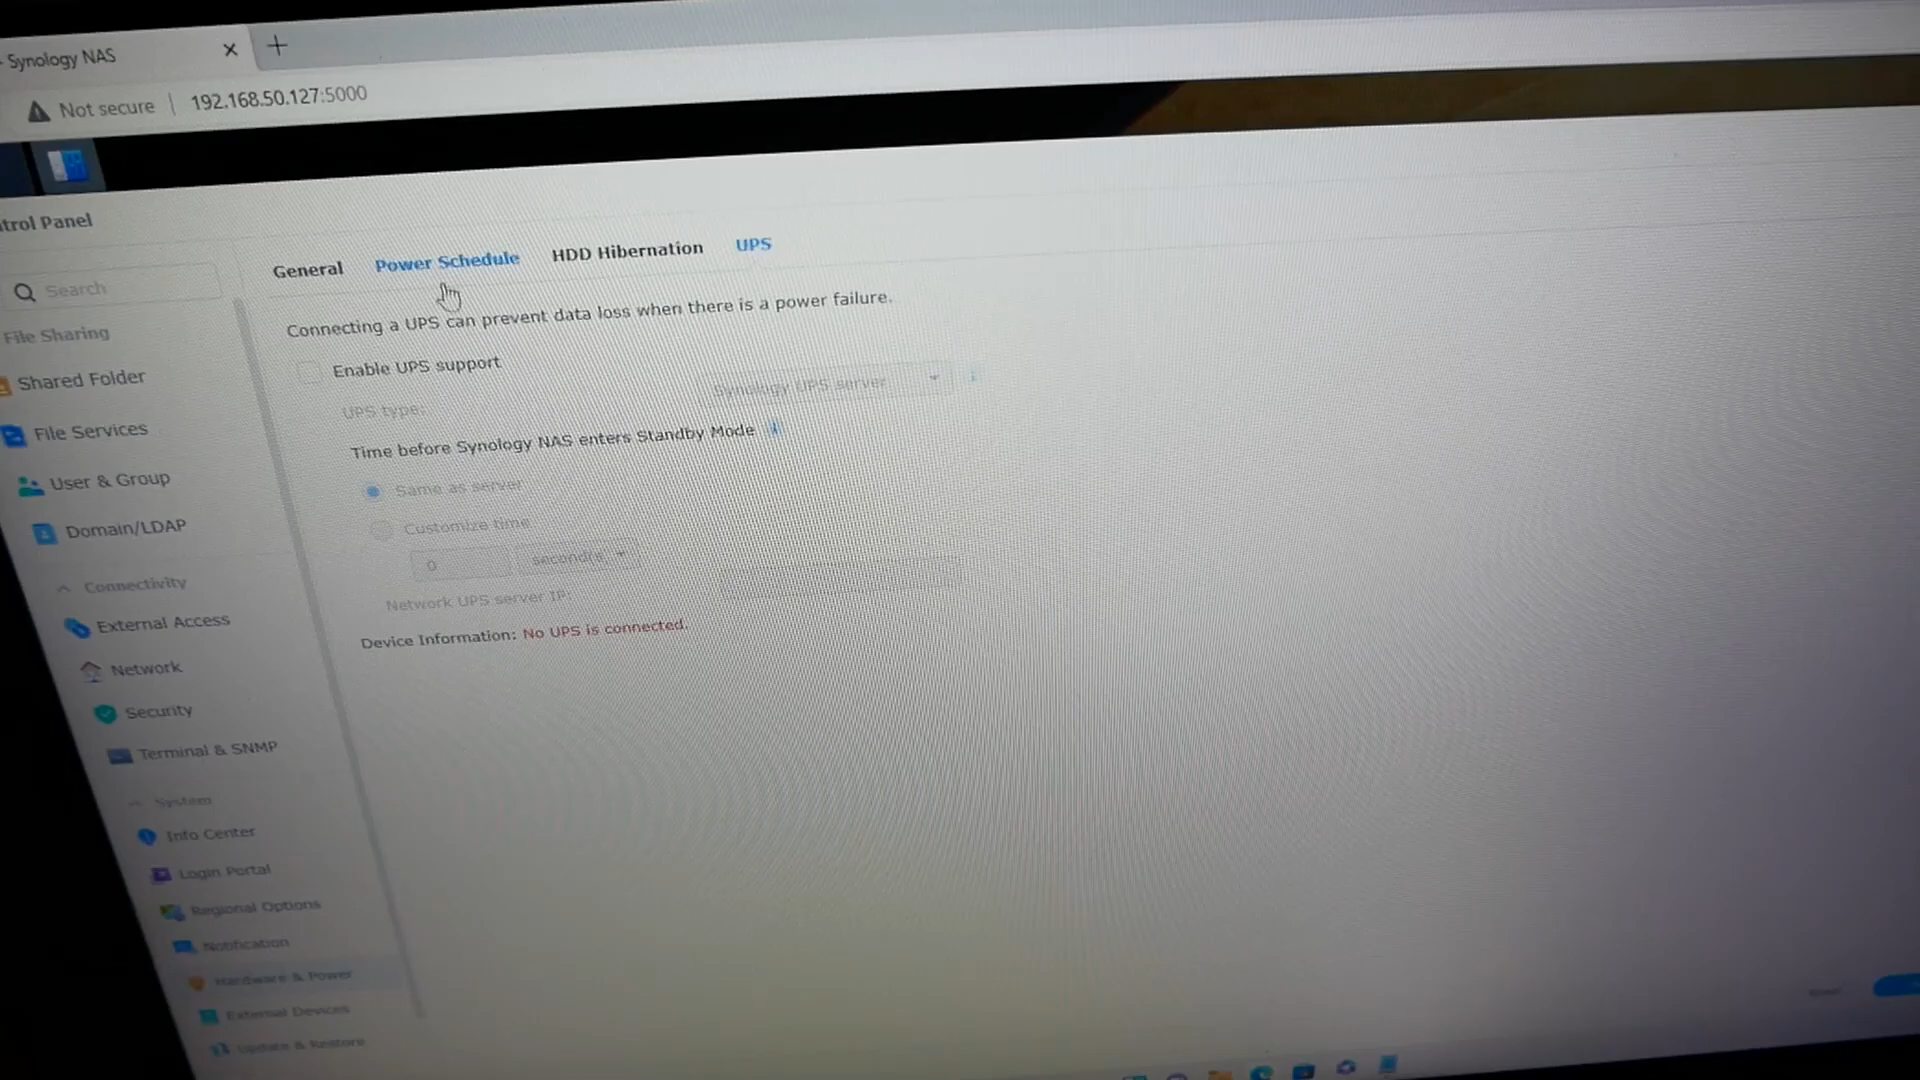 - Synology NAS
Not secure
192.168.50.127:5000
trol Panel
Search
File Sharing
Shared Folder
File Services
User & Group
Domain/LDAP
Connectivity
External Access
Network
Security
Terminal & SNMP
System
Info Center
Login Portal
Regional Options
Notification
Hardware & Power
External Devices
Update & Restore
General
Power Schedule
HDD Hibernation
UPS
Connecting a UPS can prevent data loss when there is a power failure.
Enable UPS support
UPS type:
Synology UPS server
Time before Synology NAS enters Standby Mode
Same as server
Customize time
0
second(s)
Network UPS server IP:
Device Information: No UPS is connected.